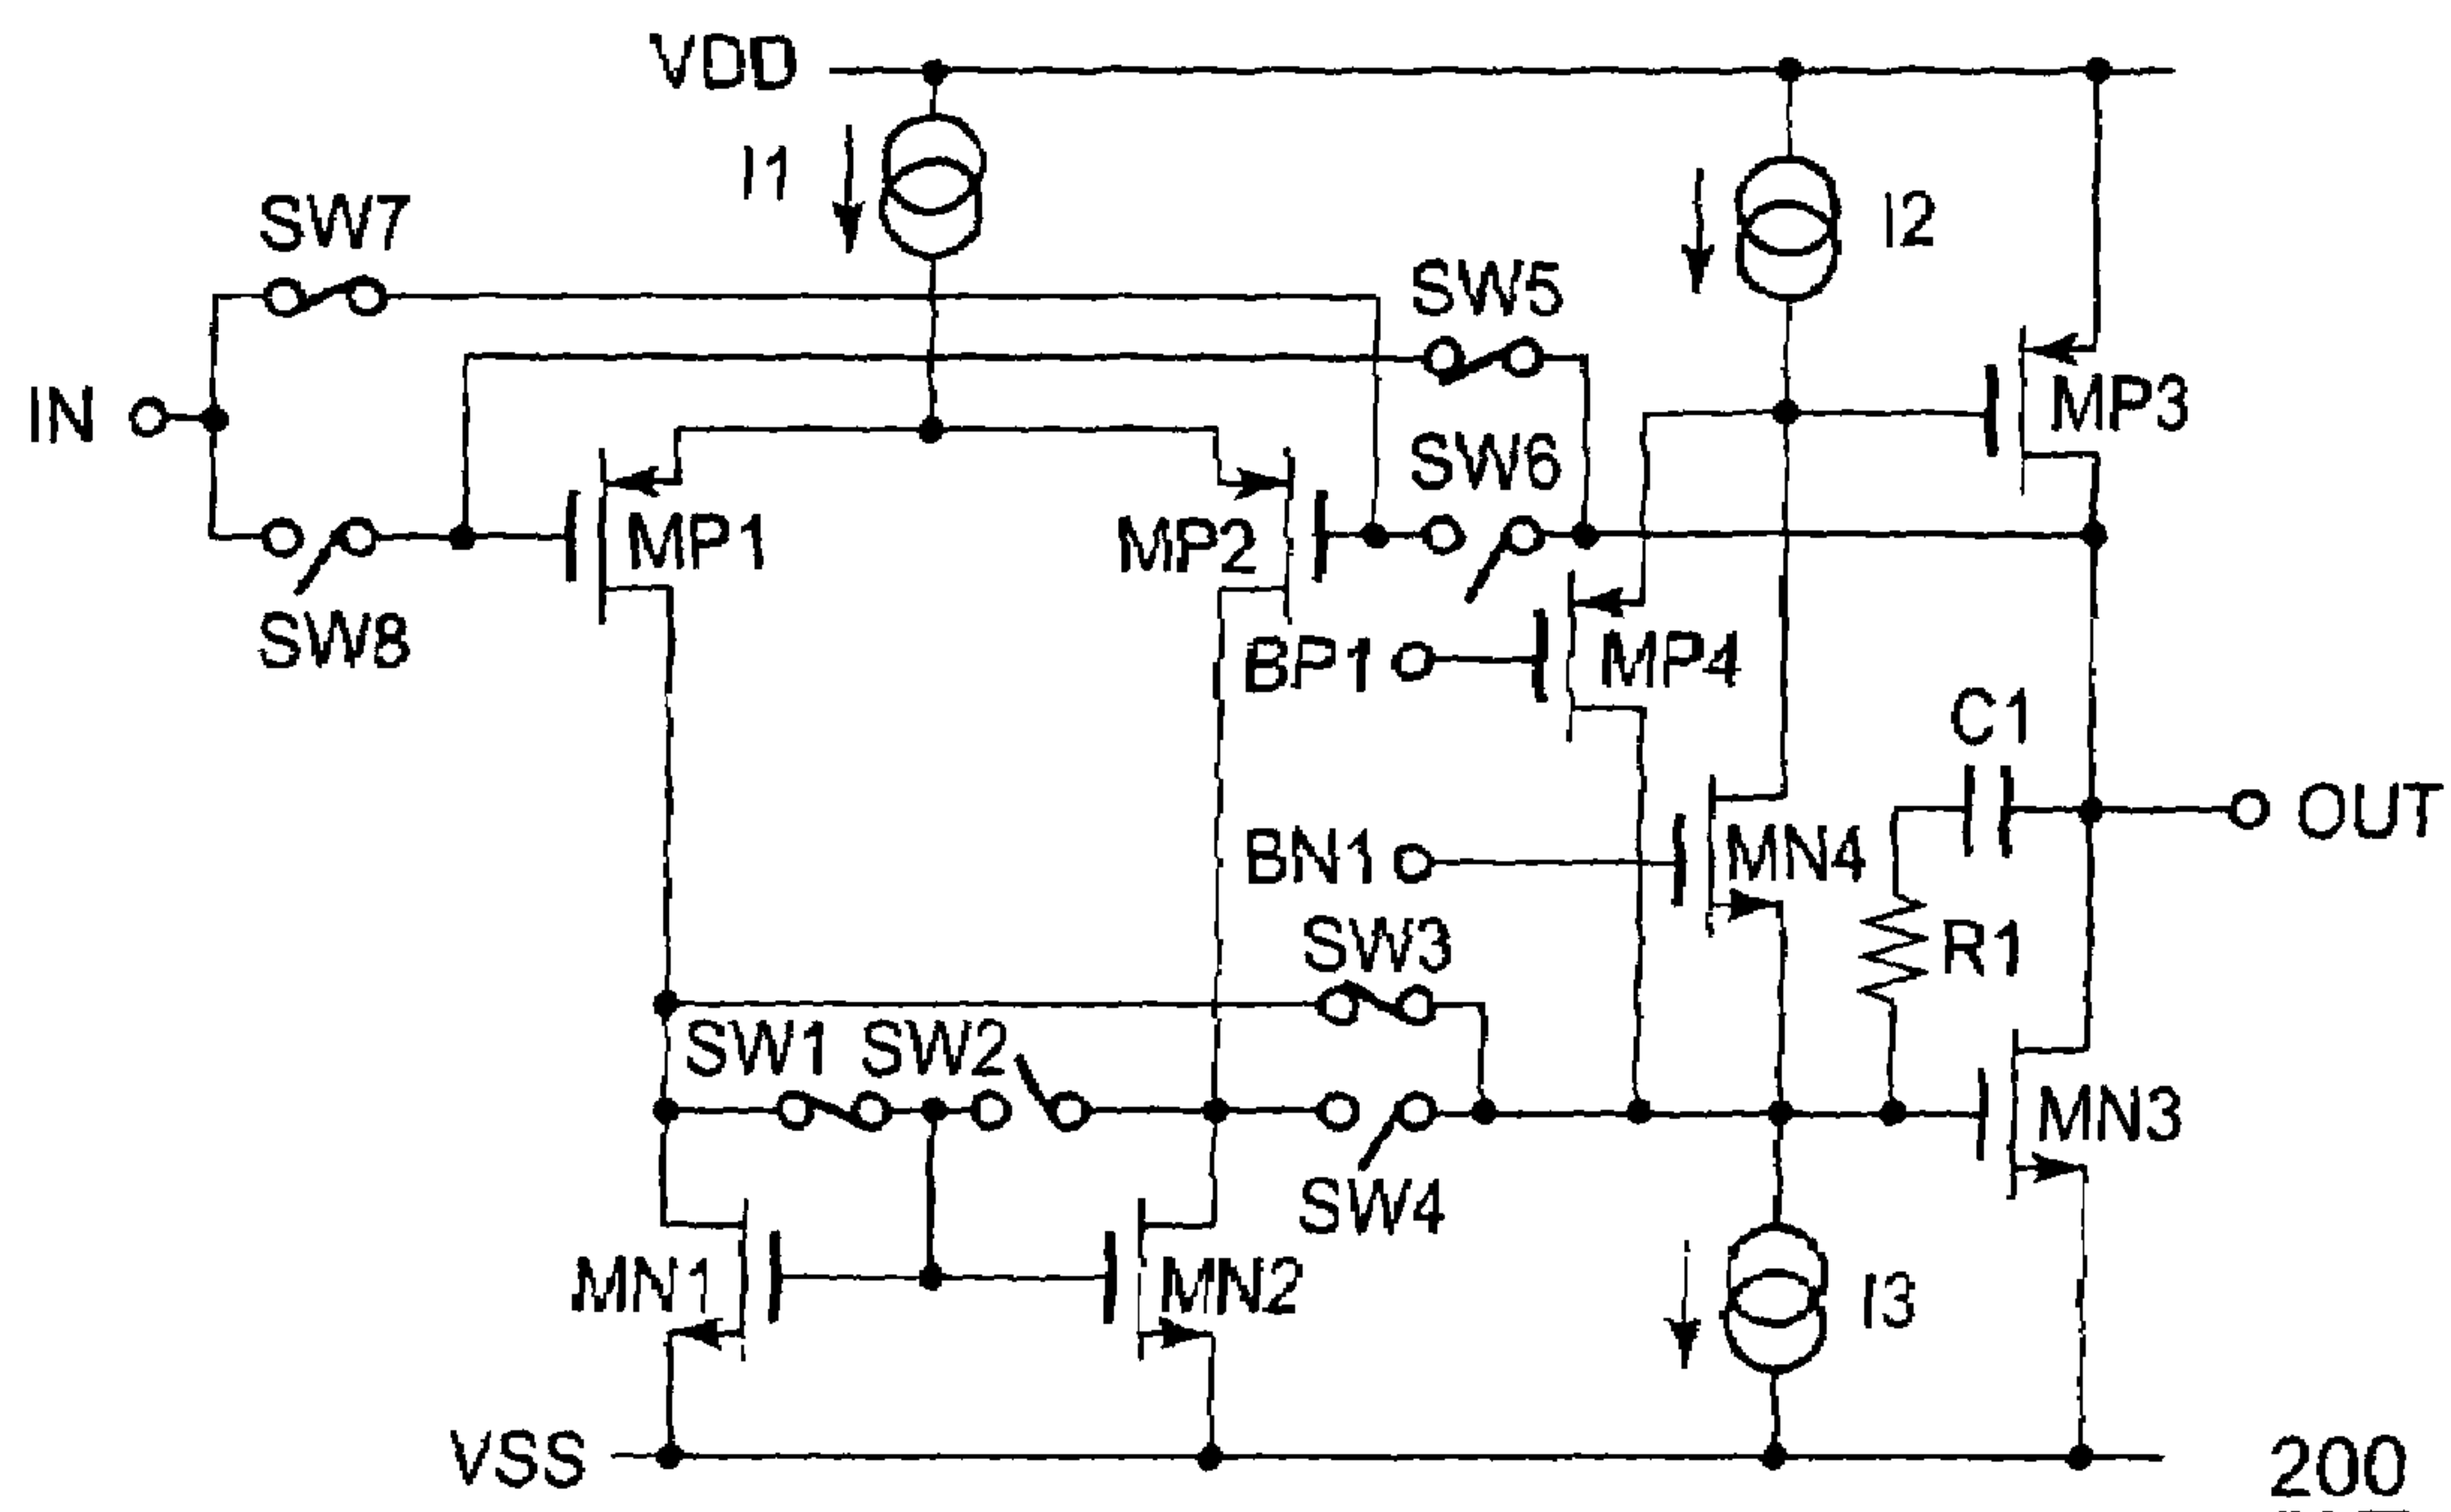 VDD
I1
SW7
I2
SW5
IN
MP3
SW6
MP1
MP2
SW8
BP1
MP4
C1
OUT
BN1
MN4
SW3
R1
SW1
SW2
MN3
SW4
MN1
MN2
I3
VSS
200